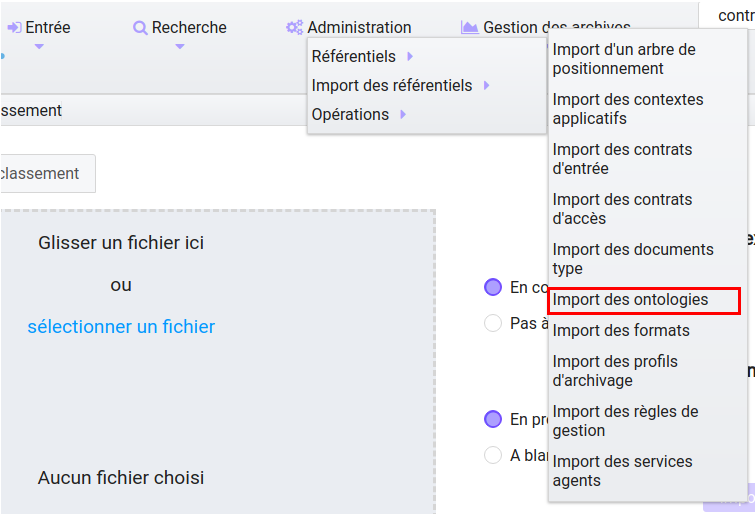 contr
Entrée
Recherche
Administration
Gestion des archives
Référentiels
Import des référentiels
Opérations
Import d'un arbre de
positionnement
Import des contextes
applicatifs
Import des contrats
d'entrée
Import des contrats
d'accès
Import des documents
type
Import des ontologies
Import des formats
Import des profils
d'archivage
Import des règles de
gestion
Import des services
agents
ssement
classement
Glisser un fichier ici
ou
sélectionner un fichier
Aucun fichier choisi
En co
Pas à
En pr
A blan